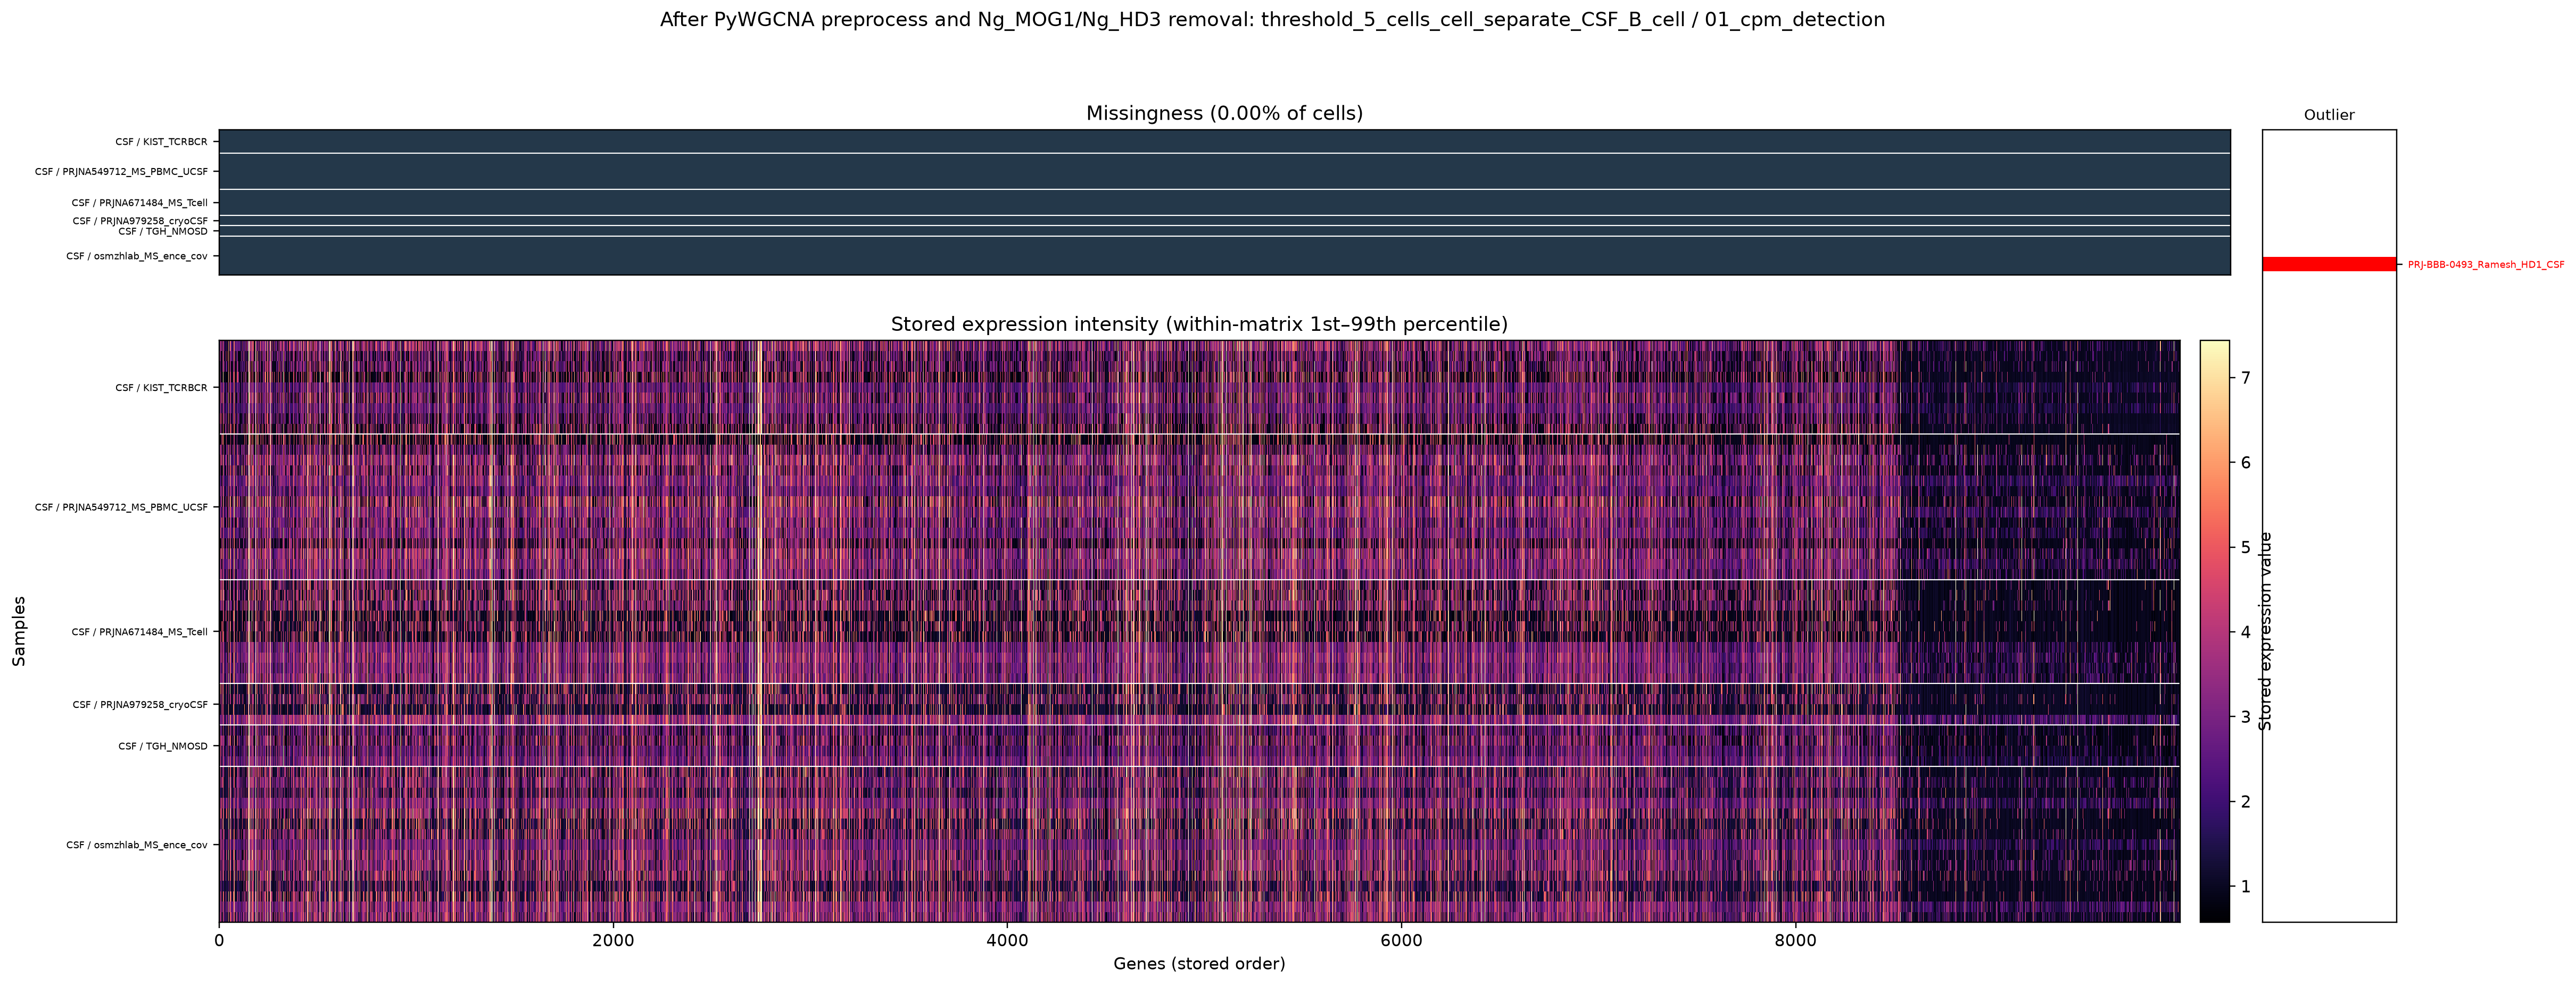 After PyWGCNA preprocess and Ng_MOG1/Ng_HD3 removal: threshold_5_cells_cell_separate_CSF_B_cell / 01_cpm_detection
Missingness (0.00% of cells)
Outlier
CSF / KIST_TCRBCR
CSF / PRJNA549712_MS_PBMC_UCSF
CSF / PRJNA671484_MS_Tcell
CSF / PRJNA979258_cryoCSF
CSF / TGH_NMOSD
CSF / osmzhlab_MS_ence_cov
PRJ-BBB-0493_Ramesh_HD1_CSF
Stored expression intensity (within-matrix 1st–99th percentile)
Samples
CSF / KIST_TCRBCR
CSF / PRJNA549712_MS_PBMC_UCSF
CSF / PRJNA671484_MS_Tcell
CSF / PRJNA979258_cryoCSF
CSF / TGH_NMOSD
CSF / osmzhlab_MS_ence_cov
7
6
5
4
3
2
1
Stored expression value
0 2000 4000 6000 8000
Genes (stored order)